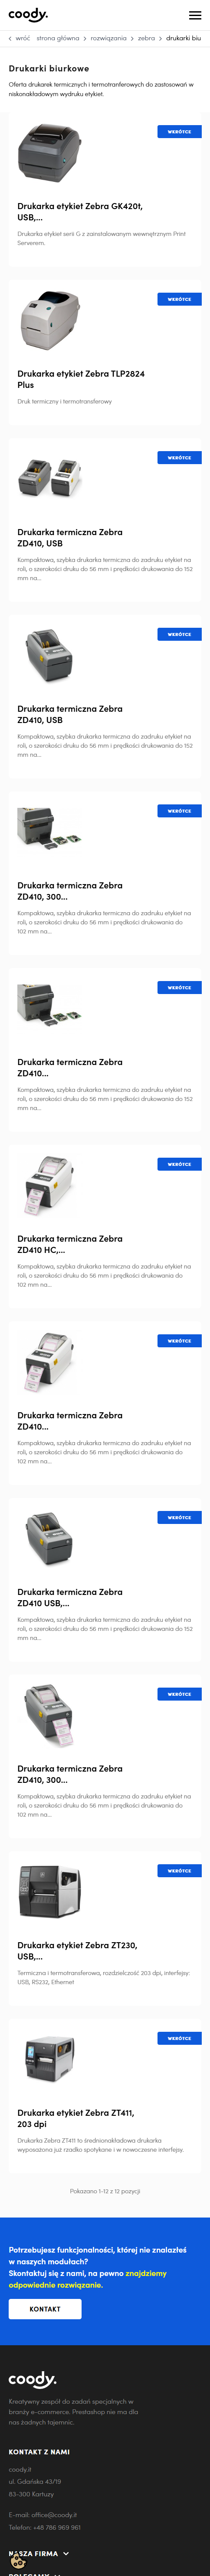 coody.
wróć strona główna rozwiązania zebra drukarki biu
Drukarki biurkowe
Oferta drukarek termicznych i termotranferowych do zastosowań w
niskonakładowym wydruku etykiet.
WKRÓTCE
Drukarka etykiet Zebra GK420t,
USB,...
Drukarka etykiet serii G z zainstalowanym wewnętrznym Print
Serverem.
WKRÓTCE
Drukarka etykiet Zebra TLP2824
Plus
Druk termiczny i termotransferowy
WKRÓTCE
Drukarka termiczna Zebra
ZD410, USB
Kompaktowa, szybka drukarka termiczna do zadruku etykiet na
roli, o szerokości druku do 56 mm i prędkości drukowania do 152
mm na...
WKRÓTCE
Drukarka termiczna Zebra
ZD410, USB
Kompaktowa, szybka drukarka termiczna do zadruku etykiet na
roli, o szerokości druku do 56 mm i prędkości drukowania do 152
mm na...
WKRÓTCE
Drukarka termiczna Zebra
ZD410, 300...
Kompaktowa, szybka drukarka termiczna do zadruku etykiet na
roli, o szerokości druku do 56 mm i prędkości drukowania do
102 mm na...
WKRÓTCE
Drukarka termiczna Zebra
ZD410...
Kompaktowa, szybka drukarka termiczna do zadruku etykiet na
roli, o szerokości druku do 56 mm i prędkości drukowania do 152
mm na...
WKRÓTCE
Drukarka termiczna Zebra
ZD410 HC,...
Kompaktowa, szybka drukarka termiczna do zadruku etykiet na
roli, o szerokości druku do 56 mm i prędkości drukowania do
102 mm na...
WKRÓTCE
Drukarka termiczna Zebra
ZD410...
Kompaktowa, szybka drukarka termiczna do zadruku etykiet na
roli, o szerokości druku do 56 mm i prędkości drukowania do
102 mm na...
WKRÓTCE
Drukarka termiczna Zebra
ZD410 USB,...
Kompaktowa, szybka drukarka termiczna do zadruku etykiet na
roli, o szerokości druku do 56 mm i prędkości drukowania do 152
mm na...
WKRÓTCE
Drukarka termiczna Zebra
ZD410, 300...
Kompaktowa, szybka drukarka termiczna do zadruku etykiet na
roli, o szerokości druku do 56 mm i prędkości drukowania do
102 mm na...
WKRÓTCE
Drukarka etykiet Zebra ZT230,
USB,...
Termiczna i termotransferowa, rozdzielczość 203 dpi, interfejsy:
USB, RS232, Ethernet
WKRÓTCE
Drukarka etykiet Zebra ZT411,
203 dpi
Drukarka Zebra ZT411 to średnionakładowa drukarka
wyposażona już rzadko spotykane i w nowoczesne interfejsy.
Pokazano 1-12 z 12 pozycji
Potrzebujesz funkcjonalności, której nie znalazłeś
w naszych modułach?
Skontaktuj się z nami, na pewno znajdziemy
odpowiednie rozwiązanie.
KONTAKT
coody.
Kreatywny zespół do zadań specjalnych w
branży e-commerce. Prestashop nie ma dla
nas żadnych tajemnic.
KONTAKT Z NAMI
coody.it
ul. Gdańska 43/19
83-300 Kartuzy
E-mail: office@coody.it
Telefon: +48 786 969 961
NASZA FIRMA